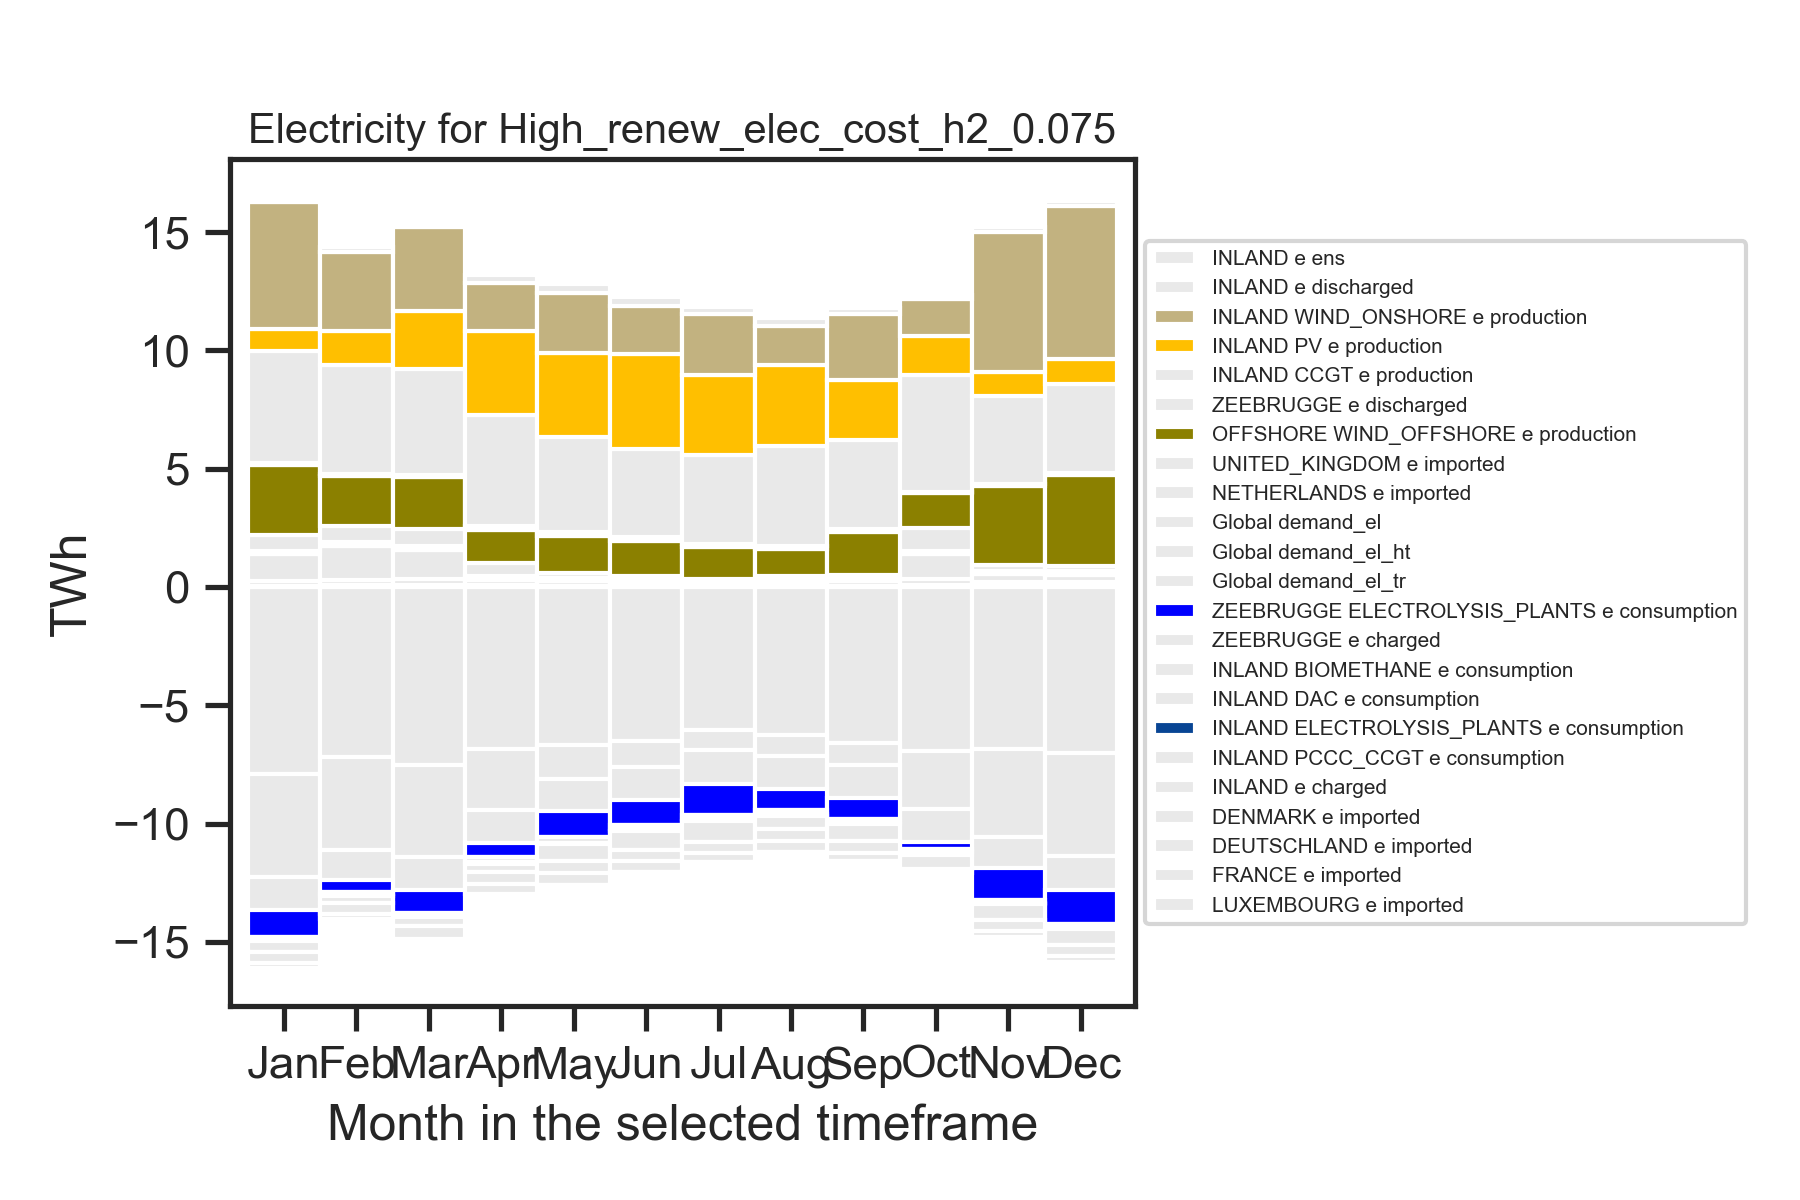 Electricity for High_renew_elec_cost_h2_0.075
TWh
15
10
5
0
−5
−10
−15
Jan
Feb
Mar
Apr
May
Jun
Jul
Aug
Sep
Oct
Nov
Dec
Month in the selected timeframe
INLAND e ens
INLAND e discharged
INLAND WIND_ONSHORE e production
INLAND PV e production
INLAND CCGT e production
ZEEBRUGGE e discharged
OFFSHORE WIND_OFFSHORE e production
UNITED_KINGDOM e imported
NETHERLANDS e imported
Global demand_el
Global demand_el_ht
Global demand_el_tr
ZEEBRUGGE ELECTROLYSIS_PLANTS e consumption
ZEEBRUGGE e charged
INLAND BIOMETHANE e consumption
INLAND DAC e consumption
INLAND ELECTROLYSIS_PLANTS e consumption
INLAND PCCC_CCGT e consumption
INLAND e charged
DENMARK e imported
DEUTSCHLAND e imported
FRANCE e imported
LUXEMBOURG e imported